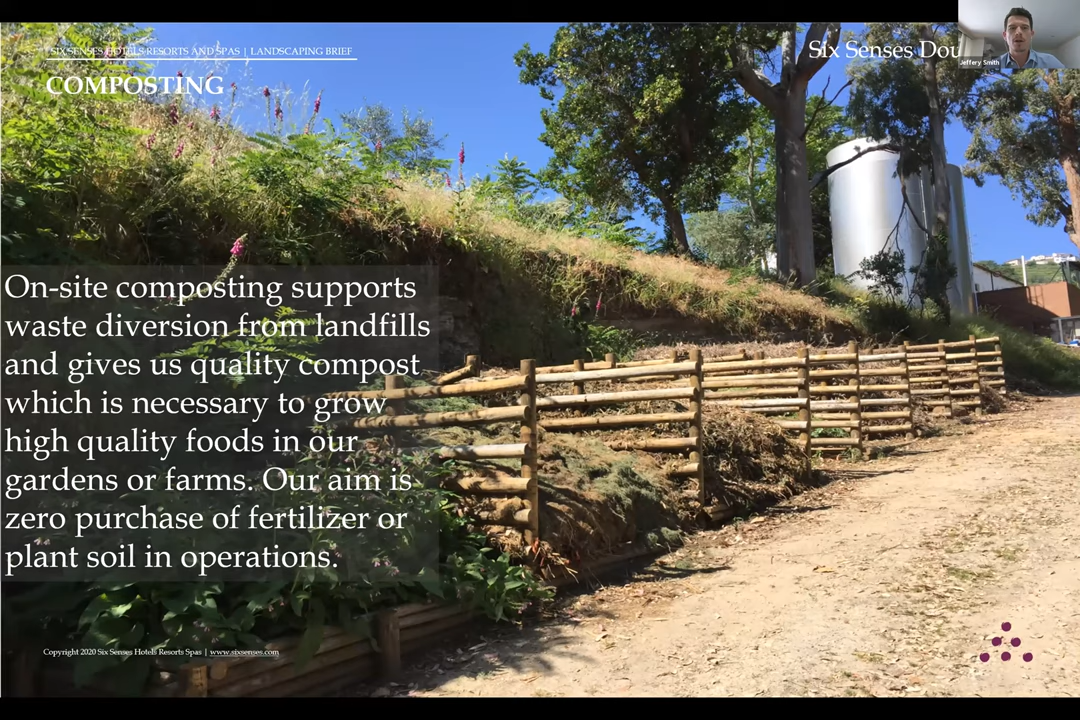 SIX SENSES HOTELS RESORTS AND SPAS | LANDSCAPING BRIEF
COMPOSTING
Six Senses Dou
Jeffery Smith
On-site composting supports
waste diversion from landfills
and gives us quality compost
which is necessary to grow
high quality foods in our
gardens or farms. Our aim is
zero purchase of fertilizer or
plant soil in operations.
Copyright 2020 Six Senses Hotels Resorts Spas | www.sixsenses.com